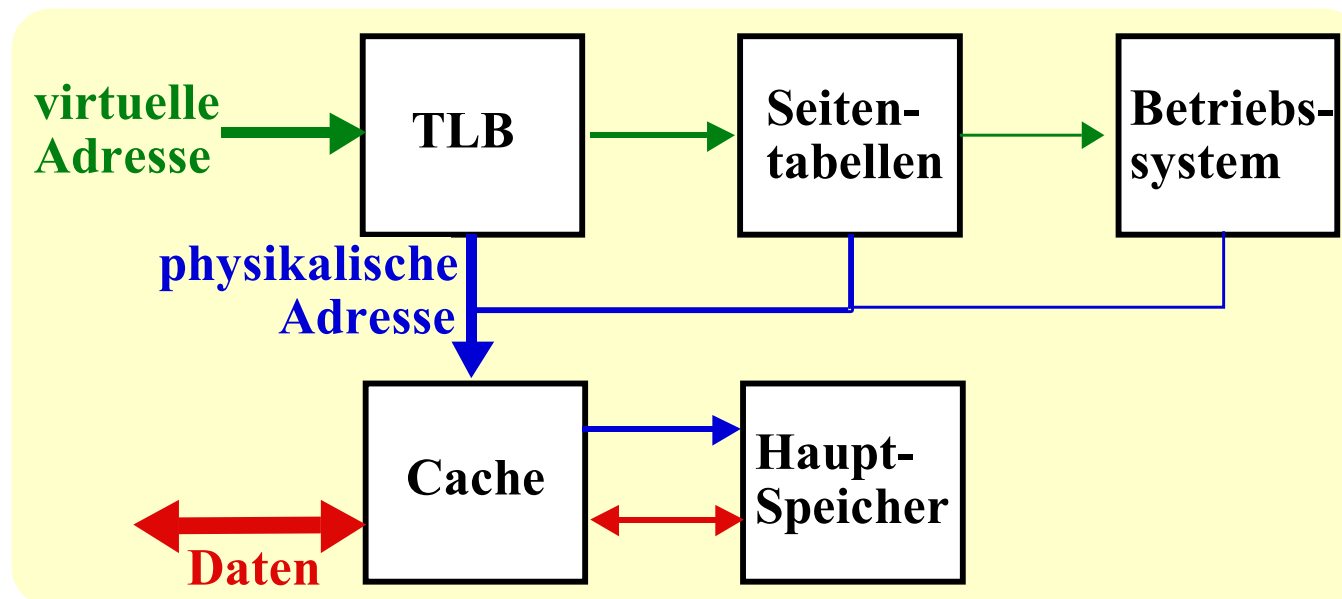 virtuelle
Adresse
TLB
Seiten-
tabellen
Betriebs-
system
physikalische
Adresse
Cache
Haupt-
Speicher
Daten